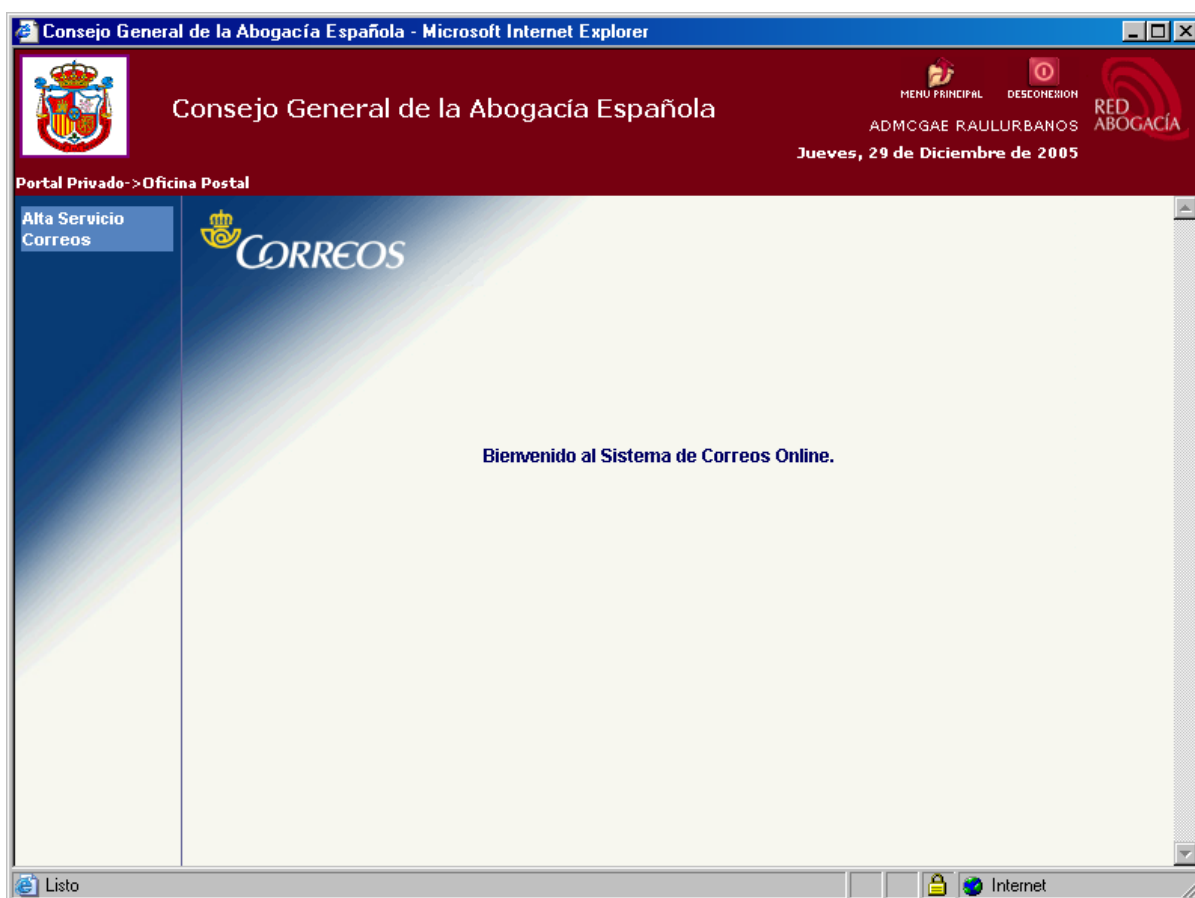 Consejo General de la Abogacía Española - Microsoft Internet Explorer
Consejo General de la Abogacía Española
MENU PRINCIPAL
DESCONEXION
RED
ABOGACÍA
ADMCGAE RAULURBANOS
Jueves, 29 de Diciembre de 2005
Portal Privado->Oficina Postal
Alta Servicio
Correos
CORREOS
Bienvenido al Sistema de Correos Online.
Listo
Internet